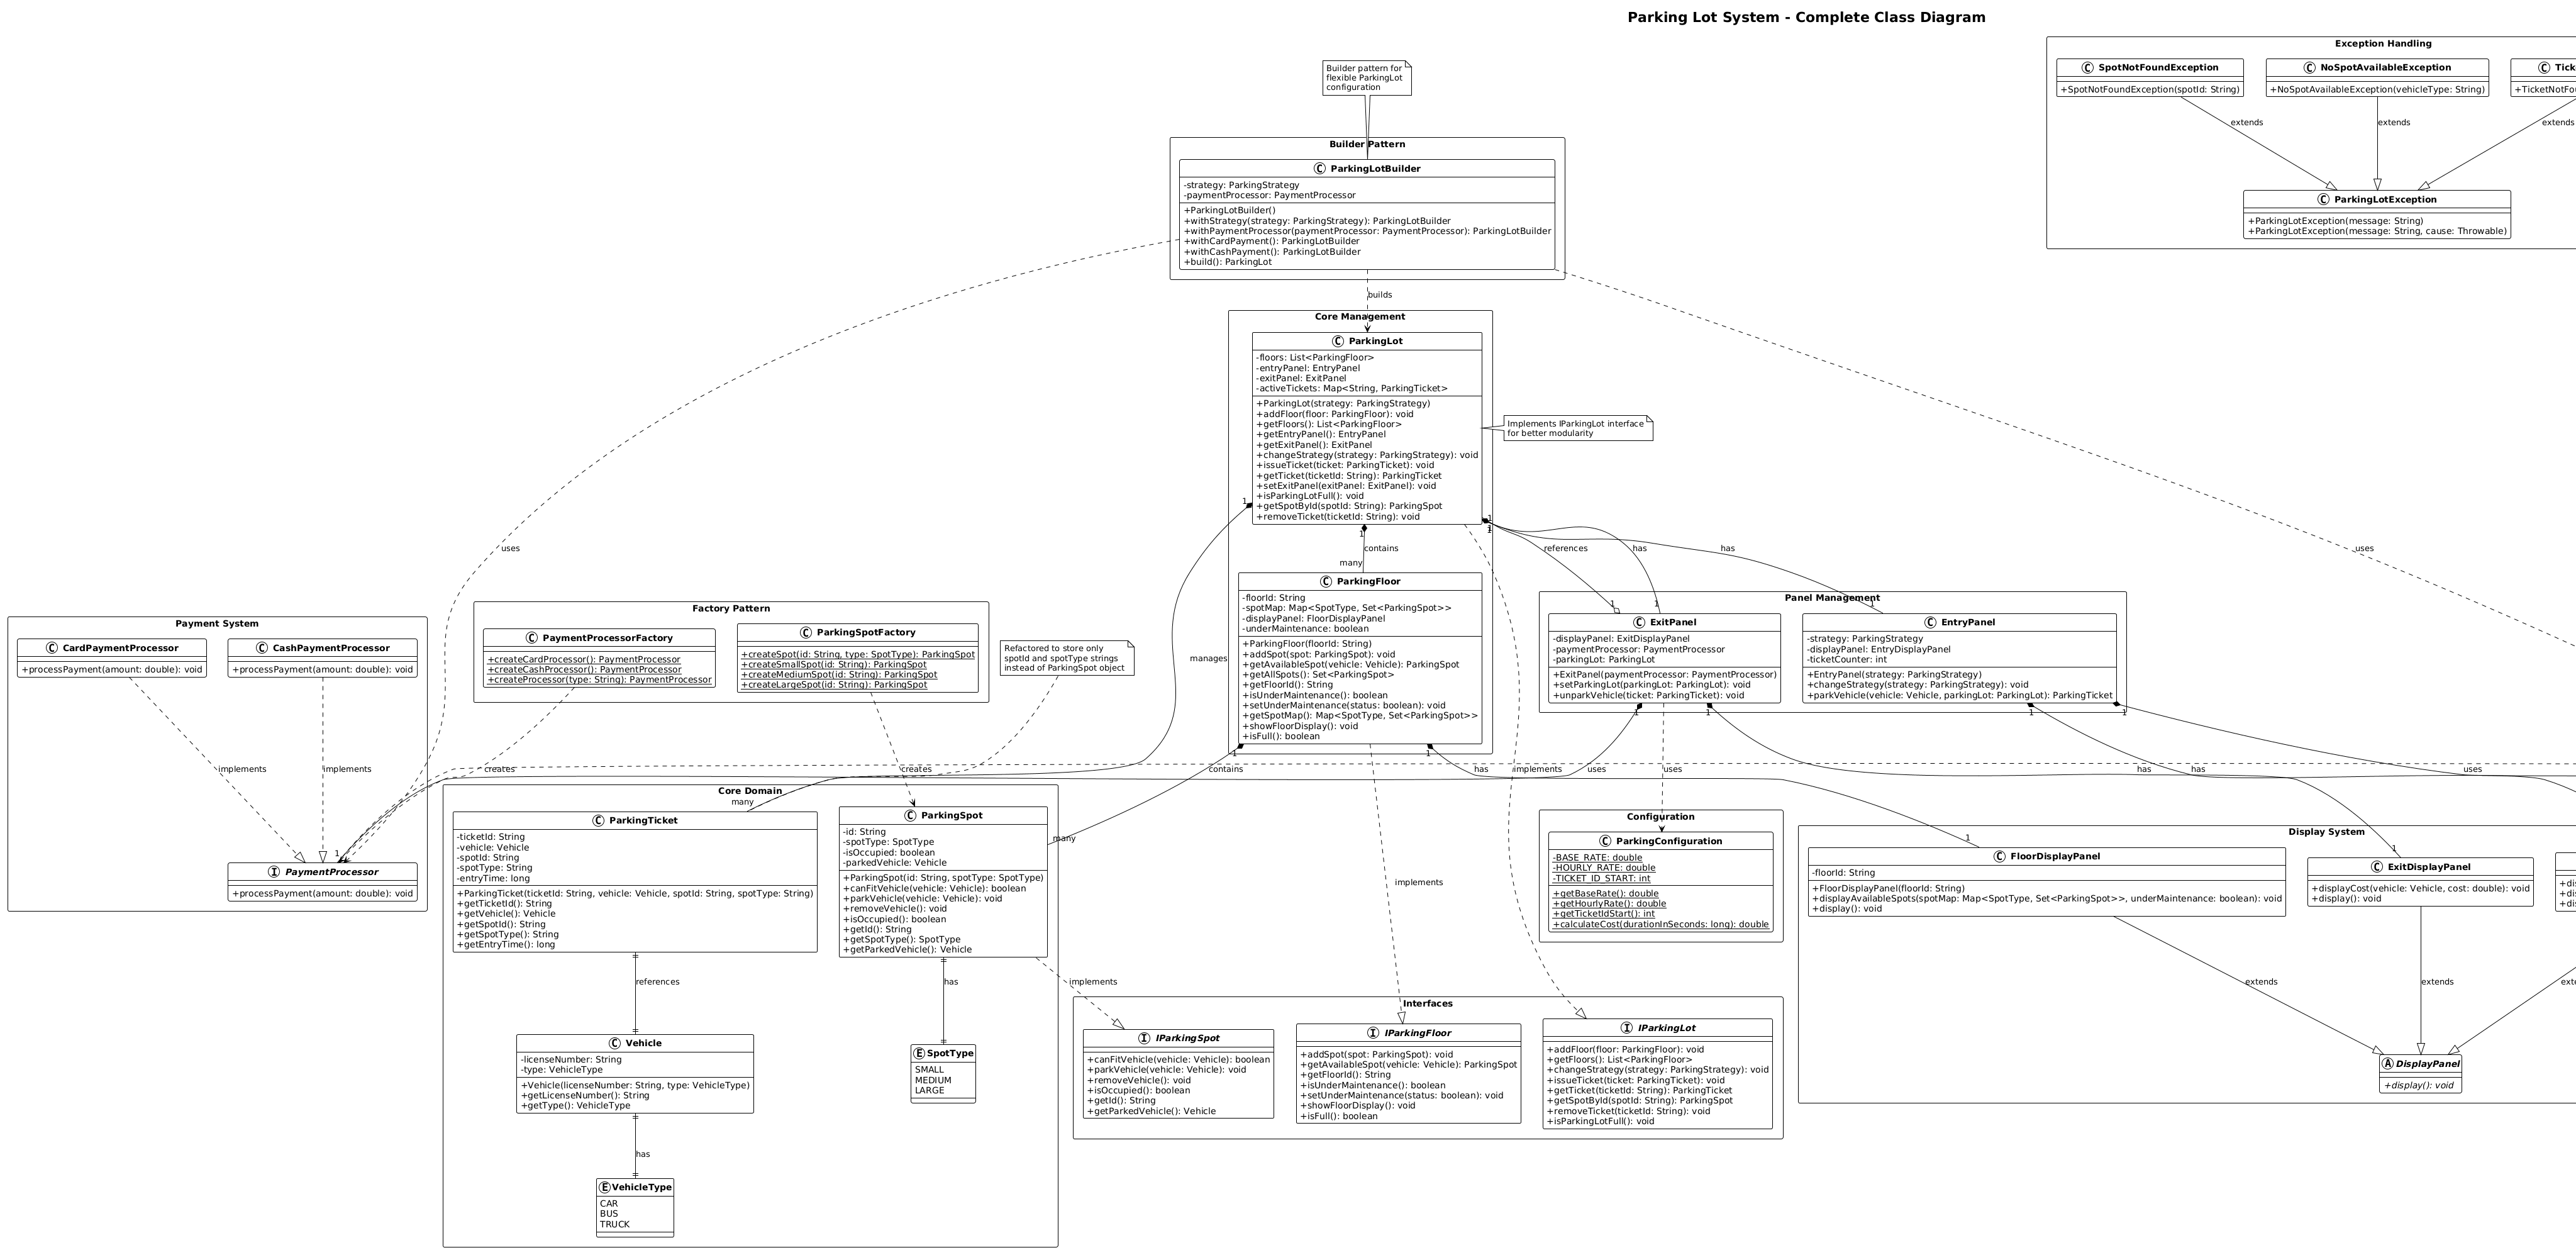 Parking Lot System - Complete Class Diagram
Exception Handling
SpotNotFoundException
+SpotNotFoundException(spotId: String)
NoSpotAvailableException
+NoSpotAvailableException(vehicleType: String)
extends
extends
extends
ParkingLotException
+ParkingLotException(message: String)
+ParkingLotException(message: String, cause: Throwable)
Builder pattern for
flexible ParkingLot
configuration
Builder Pattern
ParkingLotBuilder
-strategy: ParkingStrategy
-paymentProcessor: PaymentProcessor
+ParkingLotBuilder()
+withStrategy(strategy: ParkingStrategy): ParkingLotBuilder
+withPaymentProcessor(paymentProcessor: PaymentProcessor): ParkingLotBuilder
+withCardPayment(): ParkingLotBuilder
+withCashPayment(): ParkingLotBuilder
+build(): ParkingLot
builds
Core Management
ParkingLot
-floors: List<ParkingFloor>
-entryPanel: EntryPanel
-exitPanel: ExitPanel
-activeTickets: Map<String, ParkingTicket>
+ParkingLot(strategy: ParkingStrategy)
+addFloor(floor: ParkingFloor): void
+getFloors(): List<ParkingFloor>
+getEntryPanel(): EntryPanel
+getExitPanel(): ExitPanel
+changeStrategy(strategy: ParkingStrategy): void
+issueTicket(ticket: ParkingTicket): void
+getTicket(ticketId: String): ParkingTicket
+setExitPanel(exitPanel: ExitPanel): void
+isParkingLotFull(): void
+getSpotById(spotId: String): ParkingSpot
+removeTicket(ticketId: String): void
Implements IParkingLot interface
for better modularity
1
1
1
1
uses
contains
references
has
has
uses
many
ParkingFloor
-floorId: String
-spotMap: Map<SpotType, Set<ParkingSpot>>
-displayPanel: FloorDisplayPanel
-underMaintenance: boolean
+ParkingFloor(floorId: String)
+addSpot(spot: ParkingSpot): void
+getAvailableSpot(vehicle: Vehicle): ParkingSpot
+getAllSpots(): Set<ParkingSpot>
+getFloorId(): String
+isUnderMaintenance(): boolean
+setUnderMaintenance(status: boolean): void
+getSpotMap(): Map<SpotType, Set<ParkingSpot>>
+showFloorDisplay(): void
+isFull(): boolean
Panel Management
1
1
1
ExitPanel
-displayPanel: ExitDisplayPanel
-paymentProcessor: PaymentProcessor
-parkingLot: ParkingLot
+ExitPanel(paymentProcessor: PaymentProcessor)
+setParkingLot(parkingLot: ParkingLot): void
+unparkVehicle(ticket: ParkingTicket): void
EntryPanel
-strategy: ParkingStrategy
-displayPanel: EntryDisplayPanel
-ticketCounter: int
+EntryPanel(strategy: ParkingStrategy)
+changeStrategy(strategy: ParkingStrategy): void
+parkVehicle(vehicle: Vehicle, parkingLot: ParkingLot): ParkingTicket
Payment System
CardPaymentProcessor
+processPayment(amount: double): void
CashPaymentProcessor
+processPayment(amount: double): void
Factory Pattern
PaymentProcessorFactory
+createCardProcessor(): PaymentProcessor
+createCashProcessor(): PaymentProcessor
+createProcessor(type: String): PaymentProcessor
ParkingSpotFactory
+createSpot(id: String, type: SpotType): ParkingSpot
+createSmallSpot(id: String): ParkingSpot
+createMediumSpot(id: String): ParkingSpot
+createLargeSpot(id: String): ParkingSpot
Refactored to store only
spotId and spotType strings
instead of ParkingSpot object
manages
1
1
1
1
1
1
implements
implements
creates
creates
contains
has
implements
uses
uses
has
has
uses
1
PaymentProcessor
+processPayment(amount: double): void
Core Domain
many
many
ParkingTicket
-ticketId: String
-vehicle: Vehicle
-spotId: String
-spotType: String
-entryTime: long
+ParkingTicket(ticketId: String, vehicle: Vehicle, spotId: String, spotType: String)
+getTicketId(): String
+getVehicle(): Vehicle
+getSpotId(): String
+getSpotType(): String
+getEntryTime(): long
ParkingSpot
-id: String
-spotType: SpotType
-isOccupied: boolean
-parkedVehicle: Vehicle
+ParkingSpot(id: String, spotType: SpotType)
+canFitVehicle(vehicle: Vehicle): boolean
+parkVehicle(vehicle: Vehicle): void
+removeVehicle(): void
+isOccupied(): boolean
+getId(): String
+getSpotType(): SpotType
+getParkedVehicle(): Vehicle
implements
Configuration
ParkingConfiguration
-BASE_RATE: double
-HOURLY_RATE: double
-TICKET_ID_START: int
+getBaseRate(): double
+getHourlyRate(): double
+getTicketIdStart(): int
+calculateCost(durationInSeconds: long): double
Display System
1
1
FloorDisplayPanel
-floorId: String
+FloorDisplayPanel(floorId: String)
+displayAvailableSpots(spotMap: Map<SpotType, Set<ParkingSpot>>, underMaintenance: boolean): void
+display(): void
ExitDisplayPanel
+displayCost(vehicle: Vehicle, cost: double): void
+display(): void
references
has
implements
extends
extends
DisplayPanel
+display(): void
Vehicle
-licenseNumber: String
-type: VehicleType
+Vehicle(licenseNumber: String, type: VehicleType)
+getLicenseNumber(): String
+getType(): VehicleType
SpotType
SMALL
MEDIUM
LARGE
has
VehicleType
CAR
BUS
TRUCK
Interfaces
IParkingSpot
+canFitVehicle(vehicle: Vehicle): boolean
+parkVehicle(vehicle: Vehicle): void
+removeVehicle(): void
+isOccupied(): boolean
+getId(): String
+getParkedVehicle(): Vehicle
IParkingFloor
+addSpot(spot: ParkingSpot): void
+getAvailableSpot(vehicle: Vehicle): ParkingSpot
+getFloorId(): String
+isUnderMaintenance(): boolean
+setUnderMaintenance(status: boolean): void
+showFloorDisplay(): void
+isFull(): boolean
IParkingLot
+addFloor(floor: ParkingFloor): void
+getFloors(): List<ParkingFloor>
+changeStrategy(strategy: ParkingStrategy): void
+issueTicket(ticket: ParkingTicket): void
+getTicket(ticketId: String): ParkingTicket
+getSpotById(spotId: String): ParkingSpot
+removeTicket(ticketId: String): void
+isParkingLotFull(): void